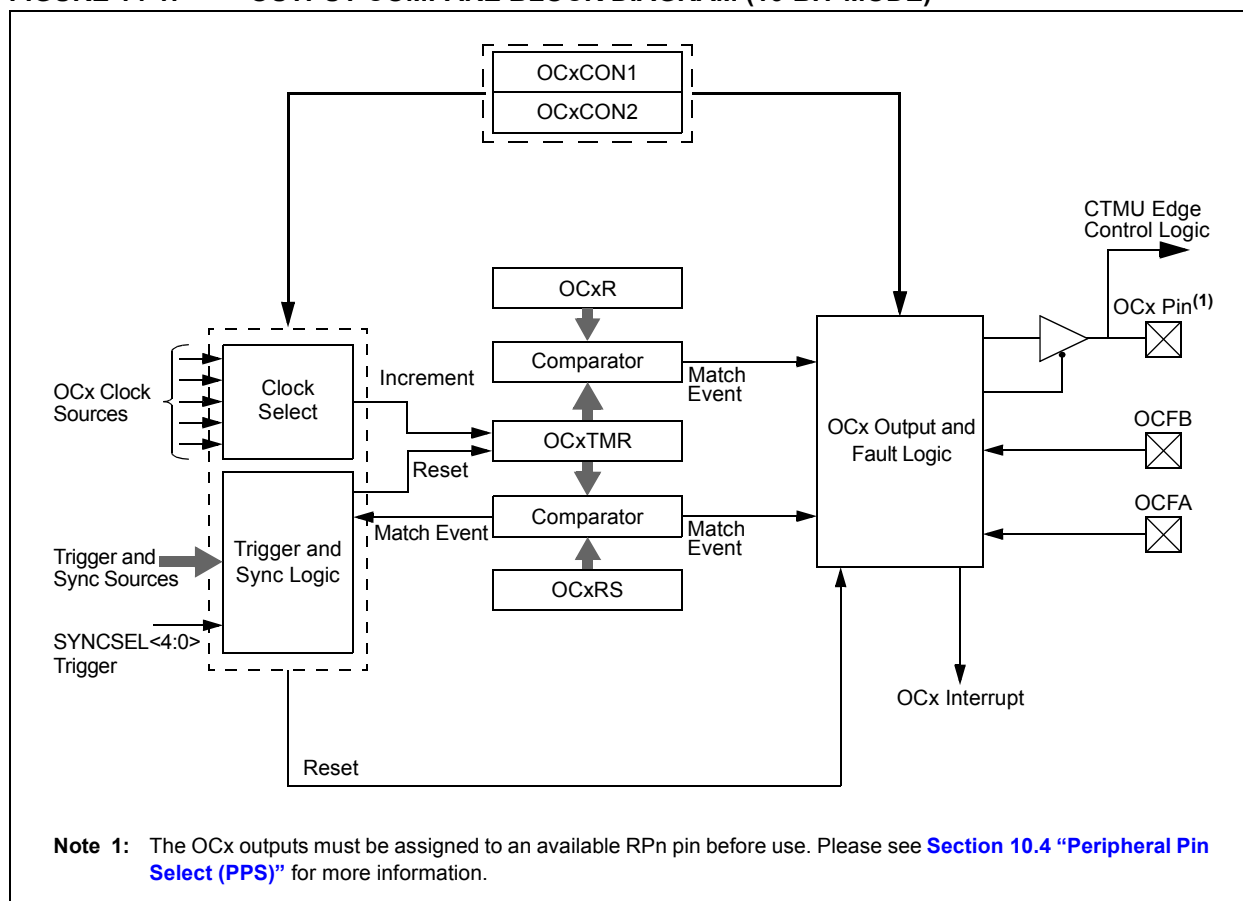 OCxCON1
OCxCON2
CTMU Edge
Control Logic
OCx Pin(1)
OCxR
Comparator
Match
Event
Increment
OCx Clock
Sources
Clock
Select
OCxTMR
Reset
OCx Output and
Fault Logic
OCFB
OCFA
Comparator
Match Event
Match
Event
Trigger and
Sync Sources
Trigger and
Sync Logic
OCxRS
SYNCSEL<4:0>
Trigger
OCx Interrupt
Reset
Note 1: The OCx outputs must be assigned to an available RPn pin before use. Please see Section 10.4 “Peripheral Pin
Select (PPS)” for more information.